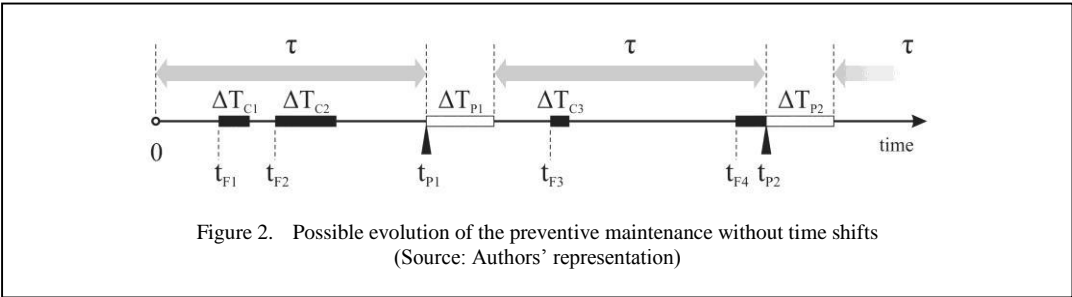 τ τ τ
ΔT_C1 ΔT_C2 ΔT_P1 ΔT_C3 ΔT_P2
0 time
t_F1 t_F2 t_P1 t_F3 t_F4 t_P2
Figure 2. Possible evolution of the preventive maintenance without time shifts
(Source: Authors' representation)